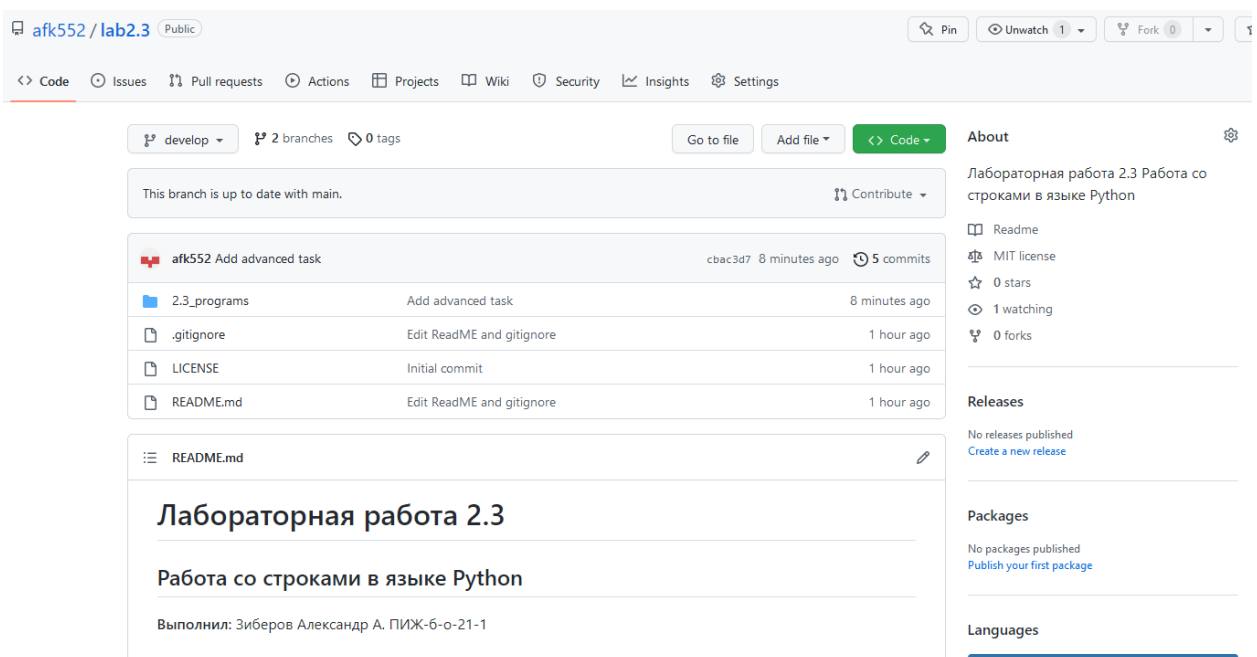 afk552 / lab2.3 Public
Pin Unwatch 1 Fork 0
Code Issues Pull requests Actions Projects Wiki Security Insights Settings
develop 2 branches 0 tags Go to file Add file Code
This branch is up to date with main. Contribute
afk552 Add advanced task cbac3d7 8 minutes ago 5 commits
2.3_programs Add advanced task 8 minutes ago
.gitignore Edit ReadME and gitignore 1 hour ago
LICENSE Initial commit 1 hour ago
README.md Edit ReadME and gitignore 1 hour ago
README.md
Лабораторная работа 2.3
Работа со строками в языке Python
Выполнил: Зиберов Александр А. ПИЖ-б-о-21-1
About
Лабораторная работа 2.3 Работа со
строками в языке Python
Readme
MIT license
0 stars
1 watching
0 forks
Releases
No releases published
Create a new release
Packages
No packages published
Publish your first package
Languages